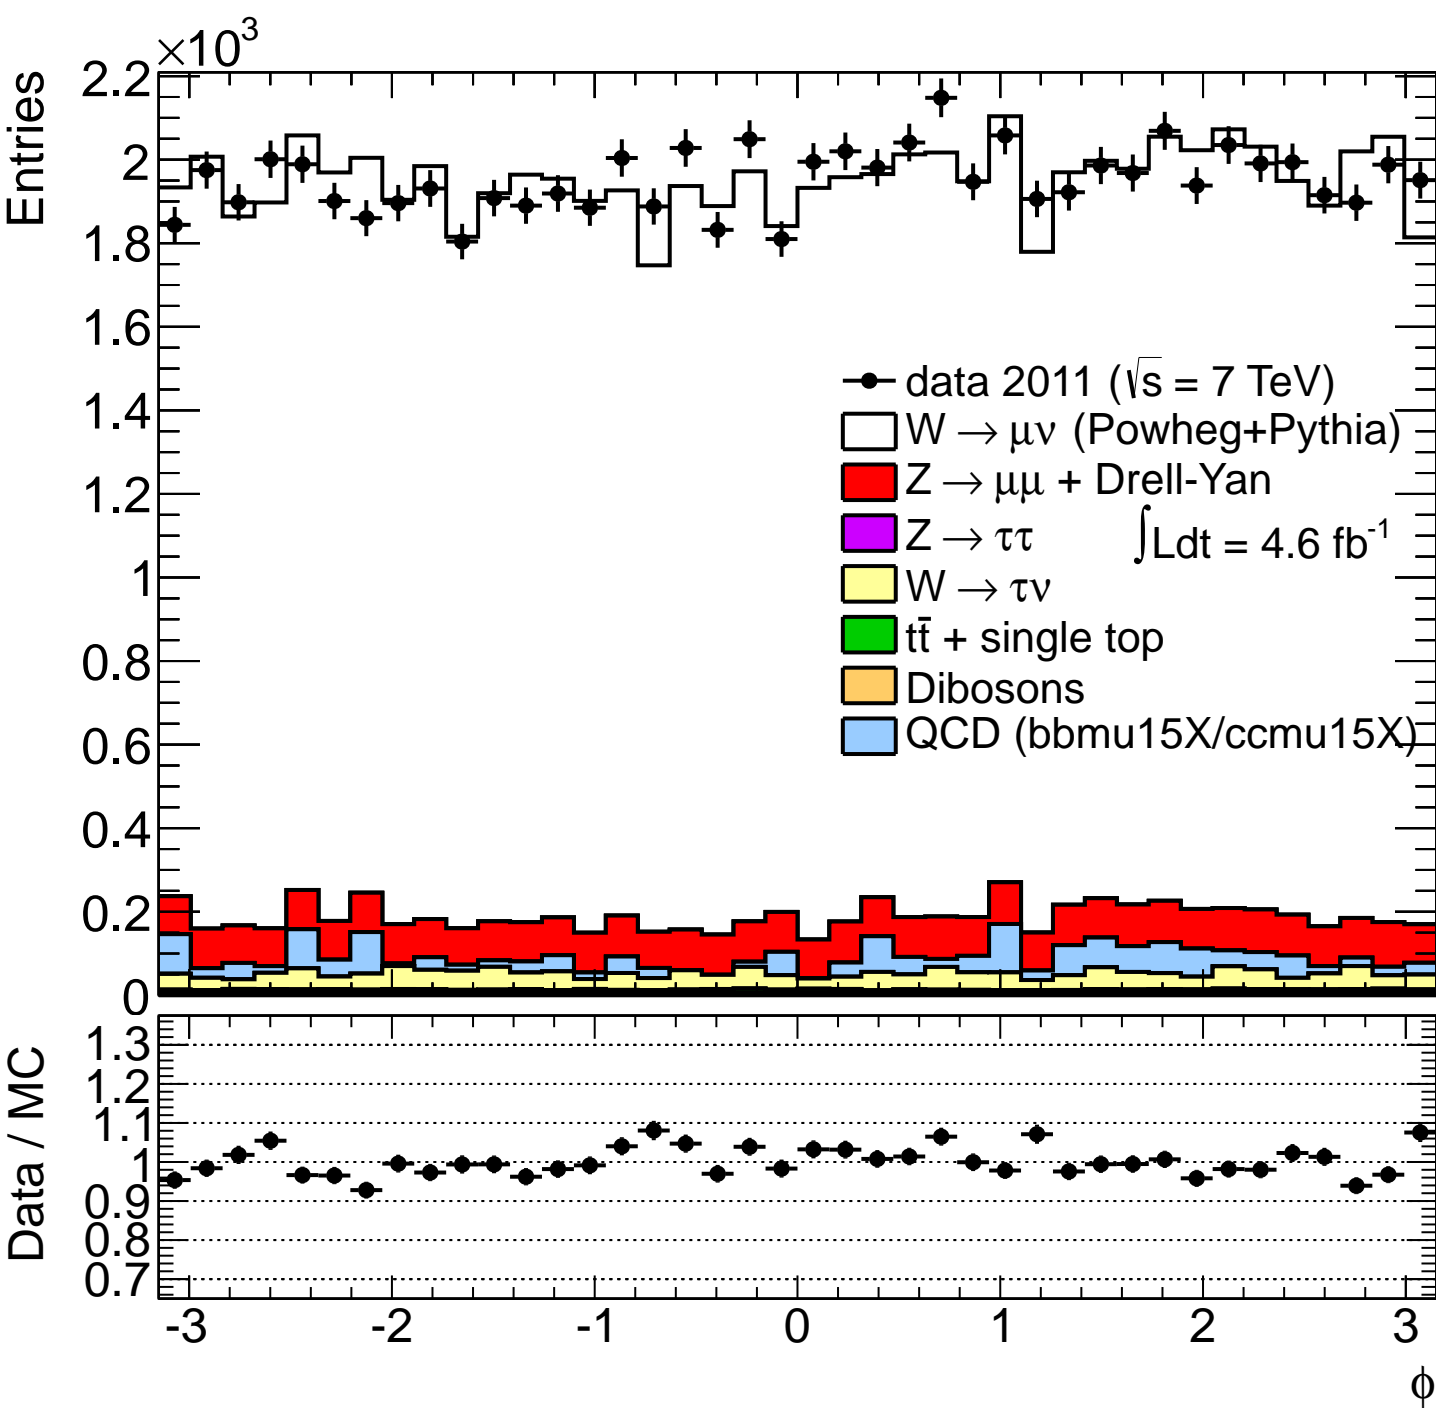 ×10³
Entries
2.2
2
1.8
1.6
1.4
1.2
1
0.8
0.6
0.4
0.2
0
data 2011 (√s = 7 TeV)
W → μν (Powheg+Pythia)
Z → μμ + Drell-Yan
Z → ττ
∫Ldt = 4.6 fb⁻¹
W → τν
tt̄ + single top
Dibosons
QCD (bbmu15X/ccmu15X)
Data / MC
1.3
1.2
1.1
1
0.9
0.8
0.7
-3 -2 -1 0 1 2 3
ϕ